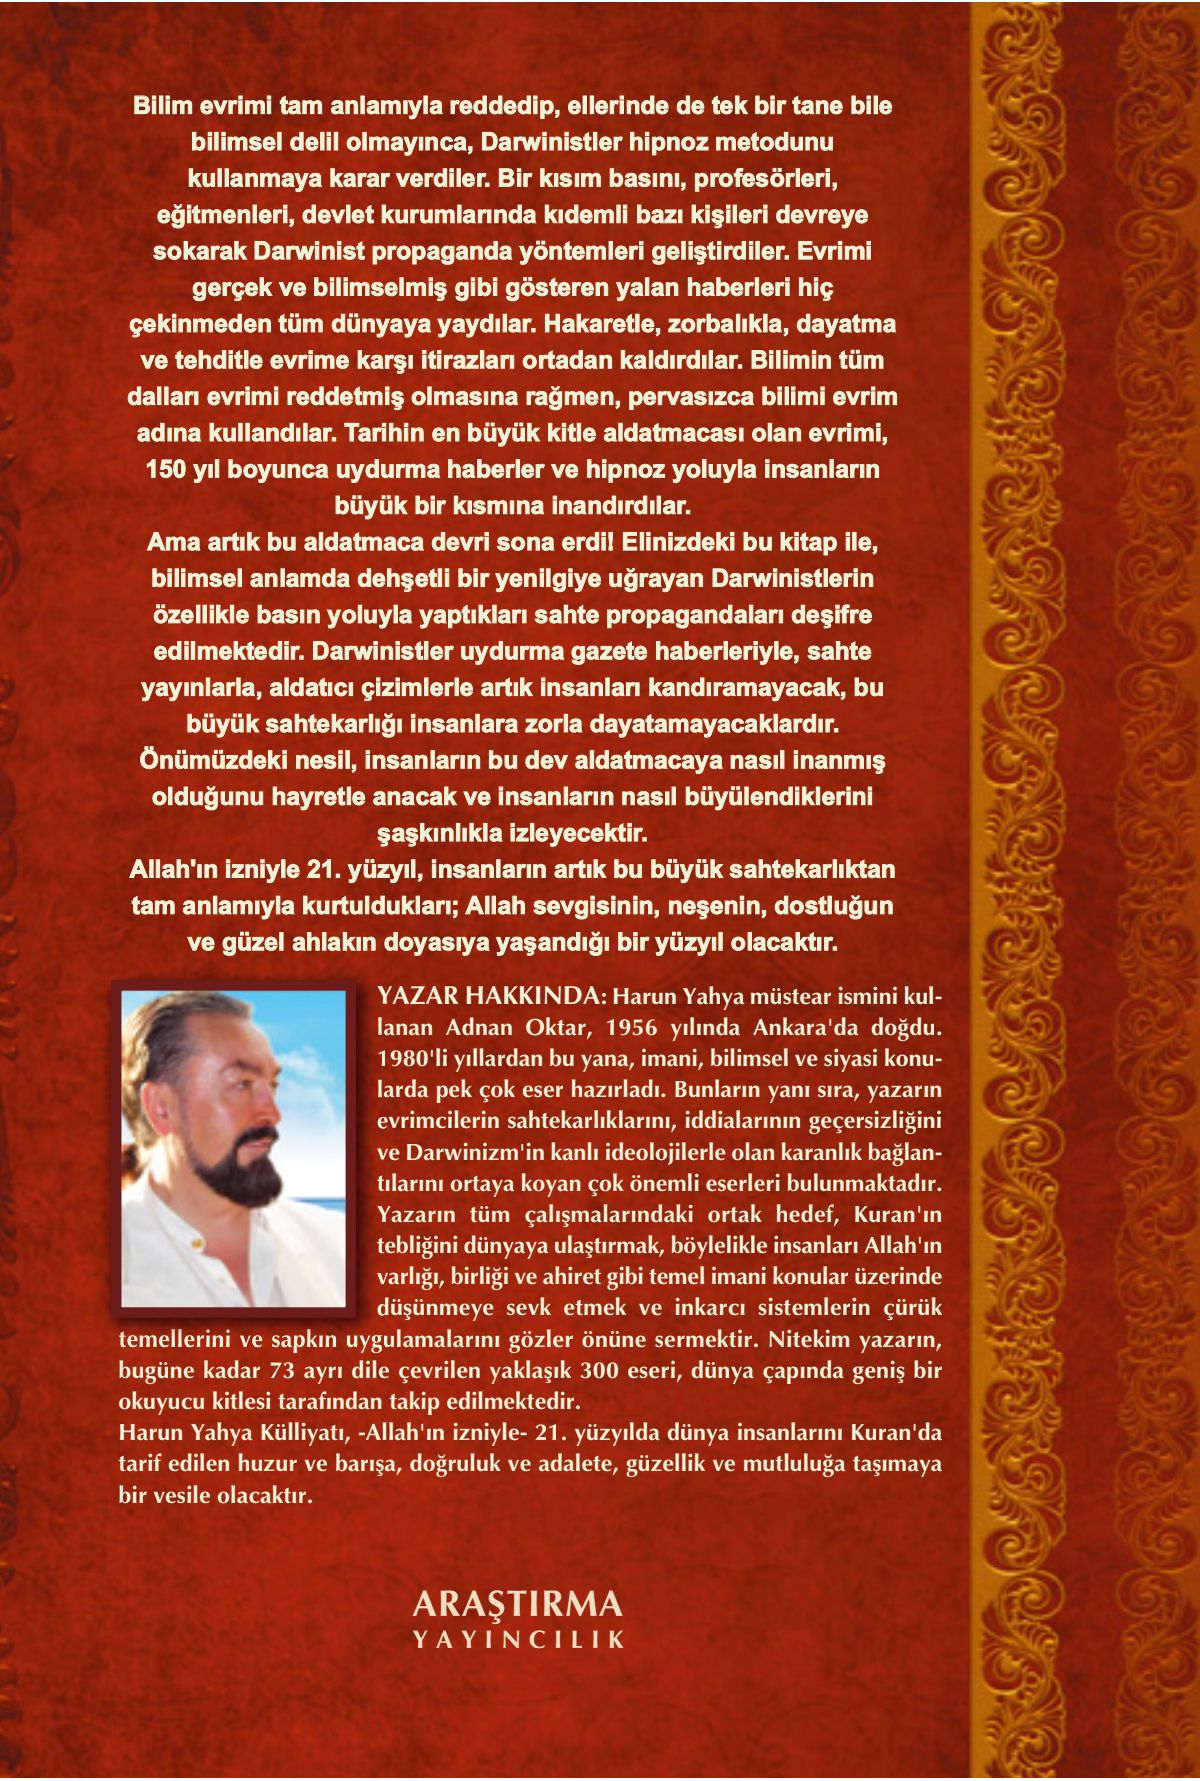 Bilim evrimi tam anlamıyla reddedip, ellerinde de tek bir tane bile
bilimsel delil olmayınca, Darwinistler hipnoz metodunu
kullanmaya karar verdiler. Bir kısım basını, profesörleri,
eğitmenleri, devlet kurumlarında kıdemli bazı kişileri devreye
sokarak Darwinist propaganda yöntemleri geliştirdiler. Evrimi
gerçek ve bilimselmiş gibi gösteren yalan haberleri hiç
çekinmeden tüm dünyaya yaydılar. Hakaretle, zorbalıkla, dayatma
ve tehditle evrime karşı itirazları ortadan kaldırdılar. Bilimin tüm
dalları evrimi reddetmiş olmasına rağmen, pervasızca bilimi evrim
adına kullandılar. Tarihin en büyük kitle aldatmacası olan evrimi,
150 yıl boyunca uydurma haberler ve hipnoz yoluyla insanların
büyük bir kısmına inandırdılar.
Ama artık bu aldatmaca devri sona erdi! Elinizdeki bu kitap ile,
bilimsel anlamda dehşetli bir yenilgiye uğrayan Darwinistlerin
özellikle basın yoluyla yaptıkları sahte propagandaları deşifre
edilmektedir. Darwinistler uydurma gazete haberleriyle, sahte
yayınlarla, aldatıcı çizimlerle artık insanları kandıramayacak, bu
büyük sahtekarlığı insanlara zorla dayatamayacaklardır.
Önümüzdeki nesil, insanların bu dev aldatmacaya nasıl inanmış
olduğunu hayretle anacak ve insanların nasıl büyülendiklerini
şaşkınlıkla izleyecektir.
Allah'ın izniyle 21. yüzyıl, insanların artık bu büyük sahtekarlıktan
tam anlamıyla kurtuldukları; Allah sevgisinin, neşenin, dostluğun
ve güzel ahlakın doyasıya yaşandığı bir yüzyıl olacaktır.
YAZAR HAKKINDA: Harun Yahya müstear ismini kul-
lanan Adnan Oktar, 1956 yılında Ankara'da doğdu.
1980'li yıllardan bu yana, imani, bilimsel ve siyasi konu-
larda pek çok eser hazırladı. Bunların yanı sıra, yazarın
evrimcilerin sahtekarlıklarını, iddialarının geçersizliğini
ve Darwinizm'in kanlı ideolojilerle olan karanlık bağlan-
tılarını ortaya koyan çok önemli eserleri bulunmaktadır.
Yazarın tüm çalışmalarındaki ortak hedef, Kuran'ın
tebliğini dünyaya ulaştırmak, böylelikle insanları Allah'ın
varlığı, birliği ve ahiret gibi temel imani konular üzerinde
düşünmeye sevk etmek ve inkarcı sistemlerin çürük
temellerini ve sapkın uygulamalarını gözler önüne sermektir. Nitekim yazarın,
bugüne kadar 73 ayrı dile çevrilen yaklaşık 300 eseri, dünya çapında geniş bir
okuyucu kitlesi tarafından takip edilmektedir.
Harun Yahya Külliyatı, -Allah'ın izniyle- 21. yüzyılda dünya insanlarını Kuran'da
tarif edilen huzur ve barışa, doğruluk ve adalete, güzellik ve mutluluğa taşımaya
bir vesile olacaktır.
ARAŞTIRMA
YAYINCILIK